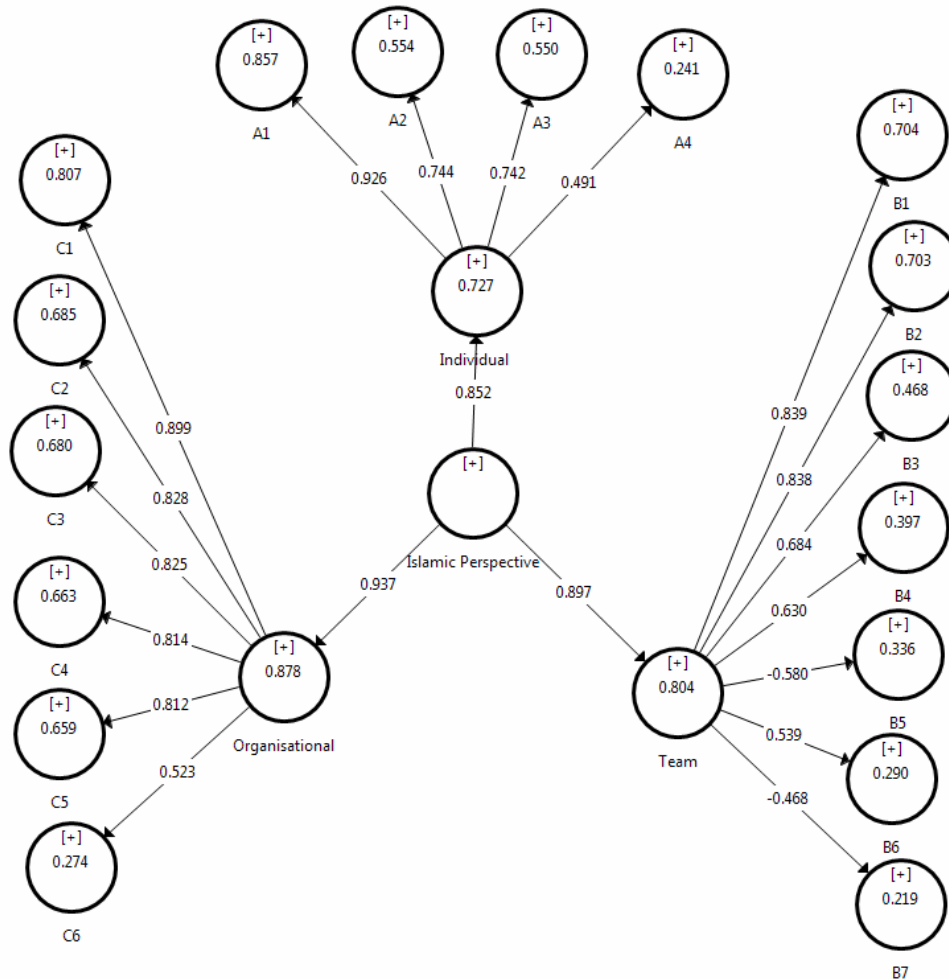 [+]
0.857
A1
[+]
0.554
A2
[+]
0.550
A3
[+]
0.241
A4
0.926
0.744
0.742
0.491
[+]
0.727
Individual
0.852
[+]
Islamic Perspective
0.937
0.897
[+]
0.807
C1
[+]
0.685
C2
[+]
0.680
C3
[+]
0.663
C4
[+]
0.659
C5
[+]
0.274
C6
0.899
0.828
0.825
0.814
0.812
0.523
[+]
0.878
Organisational
[+]
0.704
B1
[+]
0.703
B2
[+]
0.468
B3
[+]
0.397
B4
[+]
0.336
B5
[+]
0.290
B6
[+]
0.219
B7
0.839
0.838
0.684
0.630
-0.580
0.539
-0.468
[+]
0.804
Team